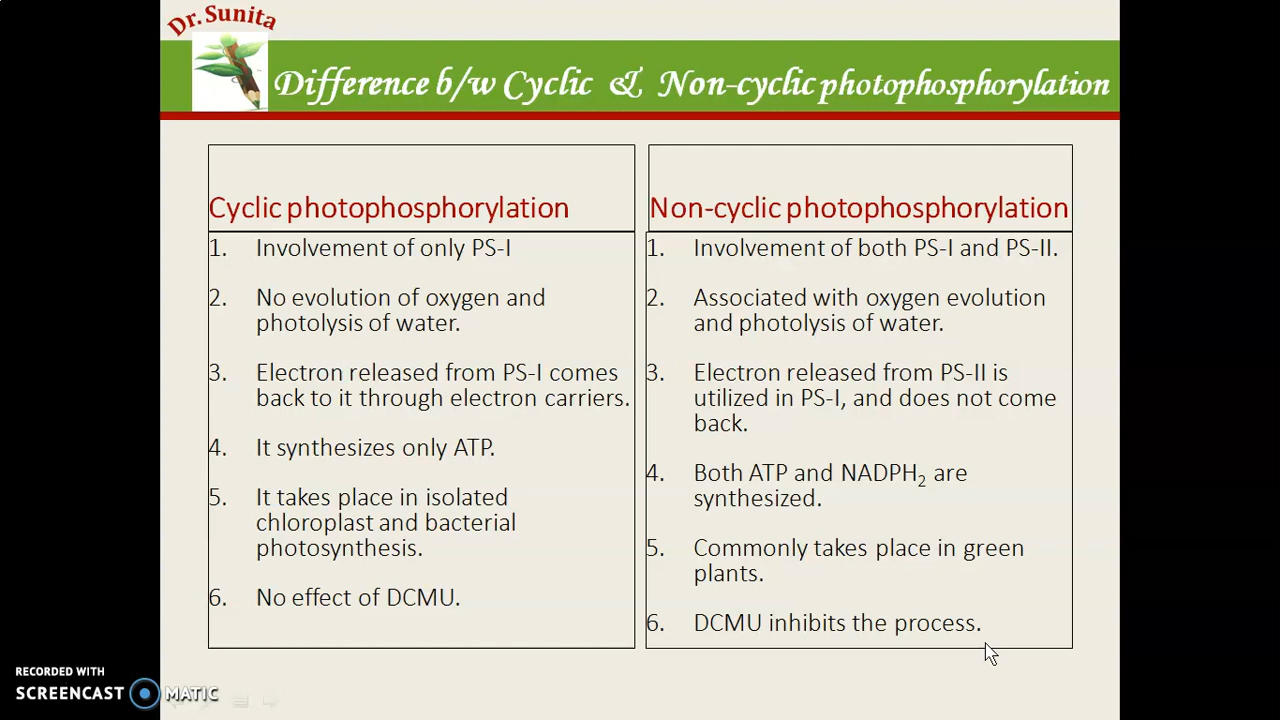 Dr. Sunita
Difference b/w Cyclic & Non-cyclic photophosphorylation
Cyclic photophosphorylation
1. Involvement of only PS-I
2. No evolution of oxygen and
photolysis of water.
3. Electron released from PS-I comes
back to it through electron carriers.
4. It synthesizes only ATP.
5. It takes place in isolated
chloroplast and bacterial
photosynthesis.
6. No effect of DCMU.
Non-cyclic photophosphorylation
1. Involvement of both PS-I and PS-II.
2. Associated with oxygen evolution
and photolysis of water.
3. Electron released from PS-II is
utilized in PS-I, and does not come
back.
4. Both ATP and NADPH₂ are
synthesized.
5. Commonly takes place in green
plants.
6. DCMU inhibits the process.
RECORDED WITH
SCREENCAST MATIC